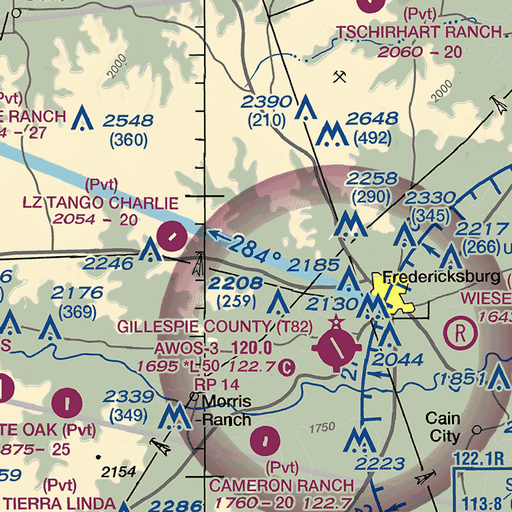 (Pvt)
TSCHIRHART RANCH
2060 - 20
2000
2000
(Pvt)
E RANCH
4 - 27
2548
(360)
2390
(210)
2648
(492)
(Pvt)
LZ TANGO CHARLIE
2054 - 20
2258
(290)
2330
(345)
2217
(266)
284°
2246
2208
(259)
2185
Fredericksburg
2176
(369)
2130
WIESE
1643
R
GILLESPIE COUNTY (T82)
AWOS-3 120.0
1695 *L 50 122.7 C
RP 14
2044
1851
2339
(349)
Morris
Ranch
TE OAK (Pvt)
875 - 25
1750
Cain
City
2154
(Pvt)
CAMERON RANCH
1760 - 20 122.7
2223
122.1R
113.8
TIERRA LINDA
2286